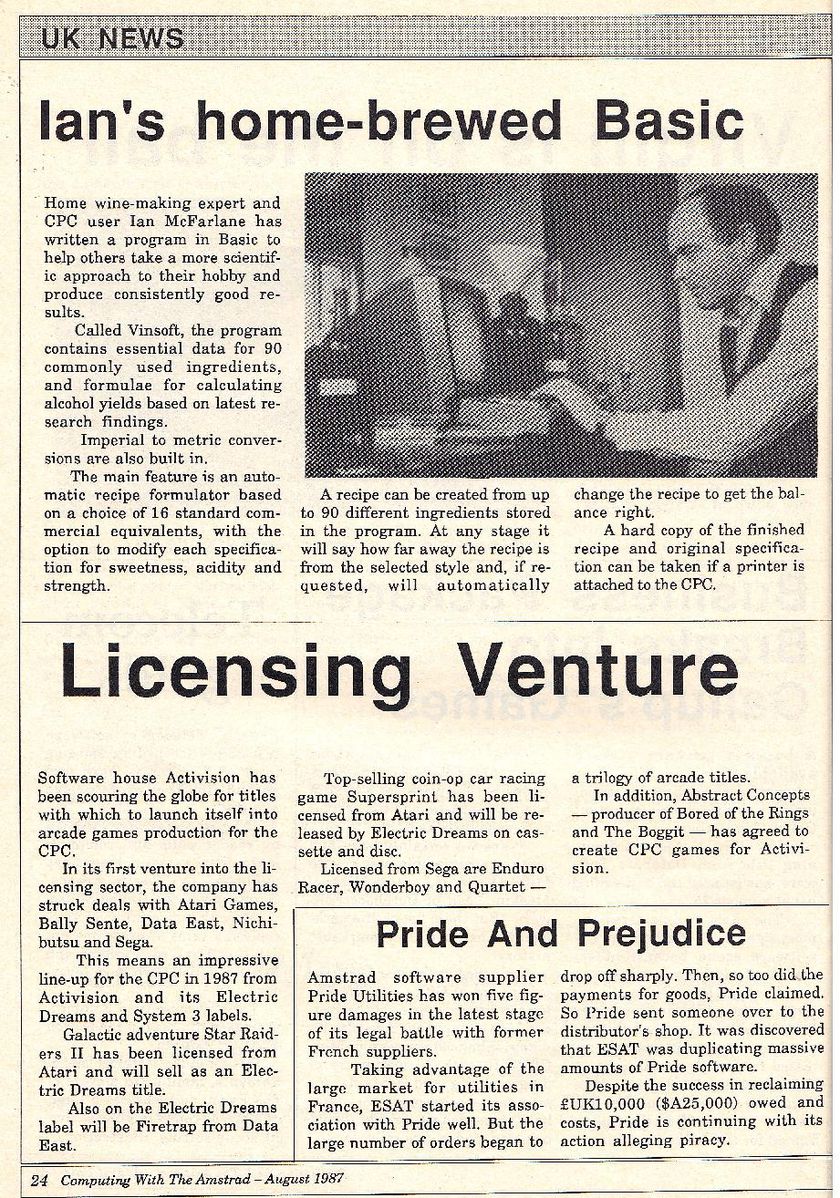 UK NEWS
Ian's home-brewed Basic
Home wine-making expert and
CPC user Ian McFarlane has
written a program in Basic to
help others take a more scientif-
ic approach to their hobby and
produce consistently good re-
sults.
Called Vinsoft, the program
contains essential data for 90
commonly used ingredients,
and formulae for calculating
alcohol yields based on latest re-
search findings.
Imperial to metric conver-
sions are also built in.
The main feature is an auto-
matic recipe formulator based
on a choice of 16 standard com-
mercial equivalents, with the
option to modify each specifica-
tion for sweetness, acidity and
strength.
A recipe can be created from up
to 90 different ingredients stored
in the program. At any stage it
will say how far away the recipe is
from the selected style and, if re-
quested, will automatically
change the recipe to get the bal-
ance right.
A hard copy of the finished
recipe and original specifica-
tion can be taken if a printer is
attached to the CPC.
Licensing Venture
Software house Activision has
been scouring the globe for titles
with which to launch itself into
arcade games production for the
CPC.
In its first venture into the li-
censing sector, the company has
struck deals with Atari Games,
Bally Sente, Data East, Nichi-
butsu and Sega.
This means an impressive
line-up for the CPC in 1987 from
Activision and its Electric
Dreams and System 3 labels.
Galactic adventure Star Raid-
ers II has been licensed from
Atari and will sell as an Elec-
tric Dreams title.
Also on the Electric Dreams
label will be Firetrap from Data
East.
Top-selling coin-op car racing
game Supersprint has been li-
censed from Atari and will be re-
leased by Electric Dreams on cas-
sette and disc.
Licensed from Sega are Enduro
Racer, Wonderboy and Quartet —
a trilogy of arcade titles.
In addition, Abstract Concepts
— producer of Bored of the Rings
and The Boggit — has agreed to
create CPC games for Activi-
sion.
Pride And Prejudice
Amstrad software supplier
Pride Utilities has won five fig-
ure damages in the latest stage
of its legal battle with former
French suppliers.
Taking advantage of the
large market for utilities in
France, ESAT started its asso-
ciation with Pride well. But the
large number of orders began to
drop off sharply. Then, so too did the
payments for goods, Pride claimed.
So Pride sent someone over to the
distributor's shop. It was discovered
that ESAT was duplicating massive
amounts of Pride software.
Despite the success in reclaiming
£UK10,000 ($A25,000) owed and
costs, Pride is continuing with its
action alleging piracy.
24 Computing With The Amstrad – August 1987